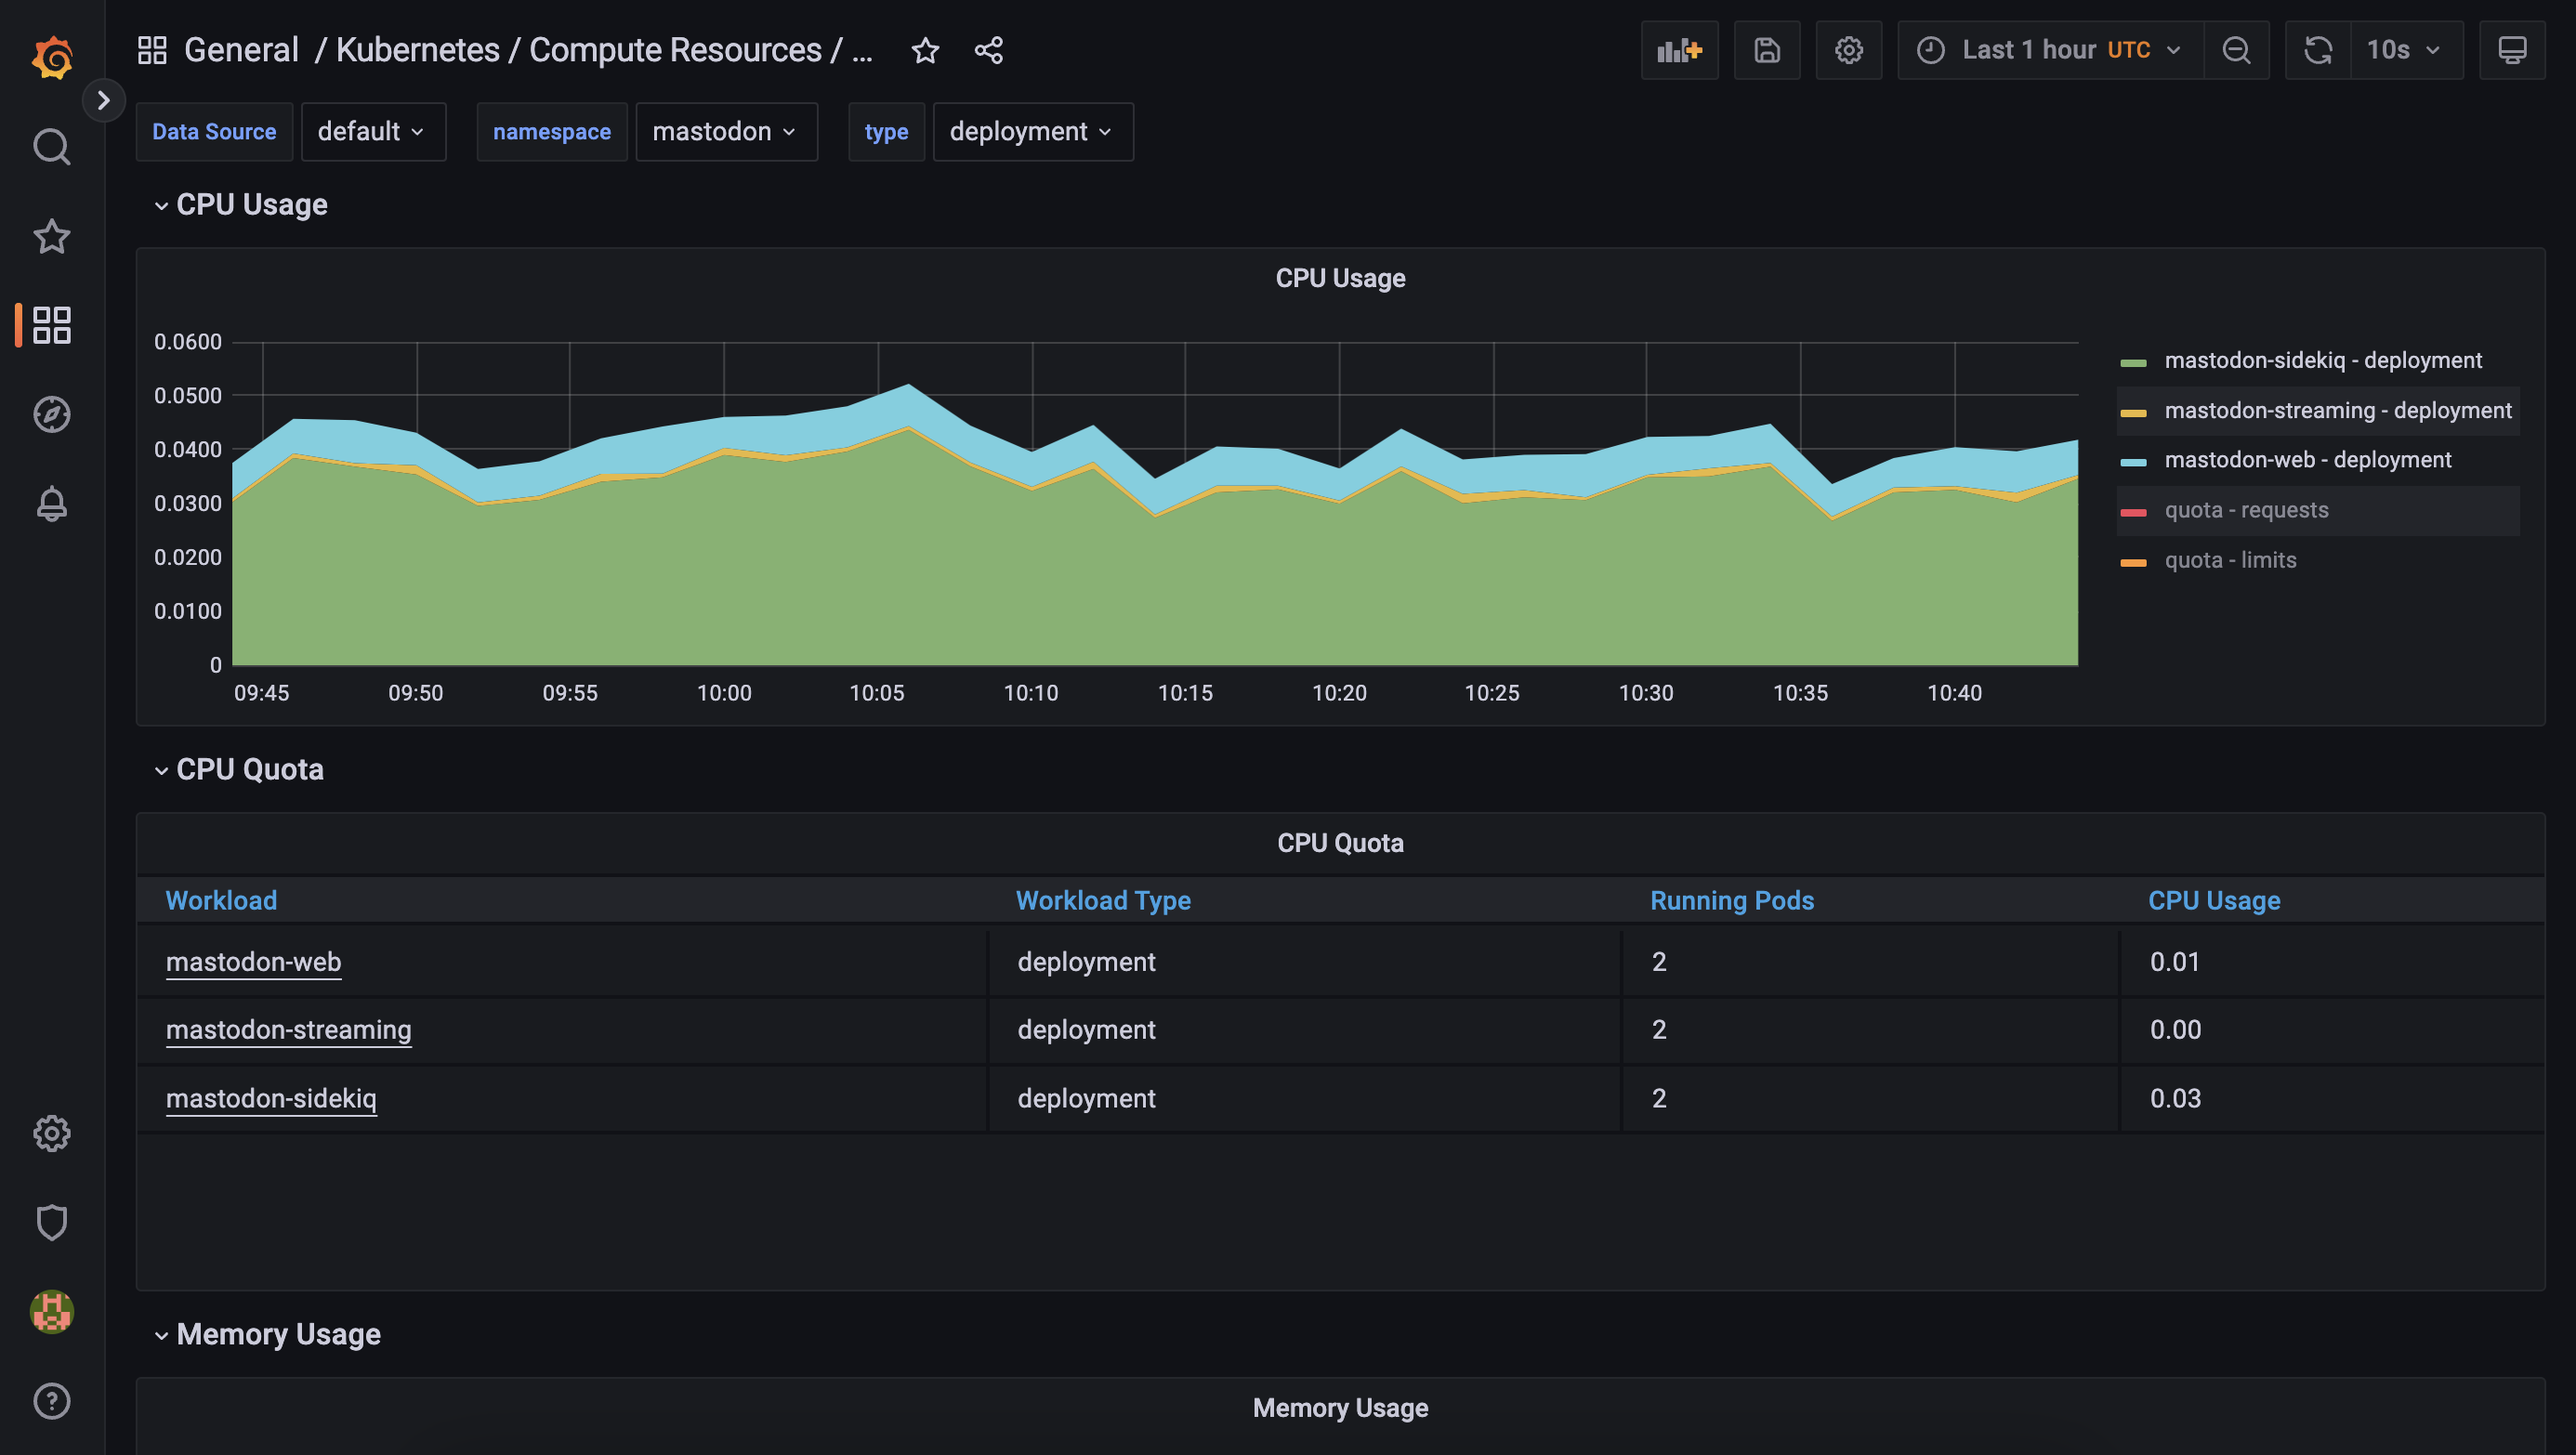 General / Kubernetes / Compute Resources / ...
Last 1 hour UTC
10s
Data Source default namespace mastodon type deployment
CPU Usage
CPU Usage
0.0600
0.0500
0.0400
0.0300
0.0200
0.0100
0
09:45 09:50 09:55 10:00 10:05 10:10 10:15 10:20 10:25 10:30 10:35 10:40
mastodon-sidekiq - deployment
mastodon-streaming - deployment
mastodon-web - deployment
quota - requests
quota - limits
CPU Quota
CPU Quota
Workload Workload Type Running Pods CPU Usage
mastodon-web deployment 2 0.01
mastodon-streaming deployment 2 0.00
mastodon-sidekiq deployment 2 0.03
Memory Usage
Memory Usage